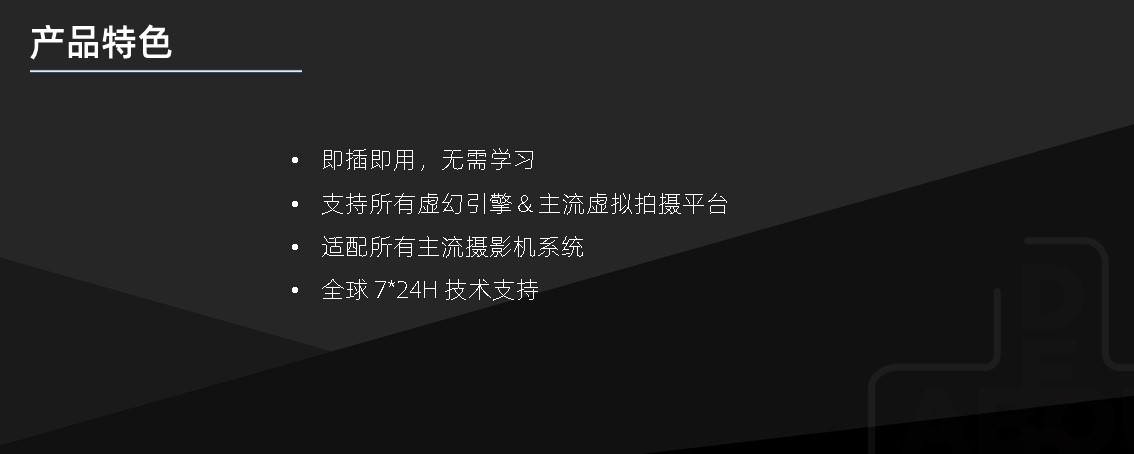 产品特色
• 即插即用，无需学习
• 支持所有虚幻引擎＆主流虚拟拍摄平台
• 适配所有主流摄影机系统
• 全球 7*24H 技术支持